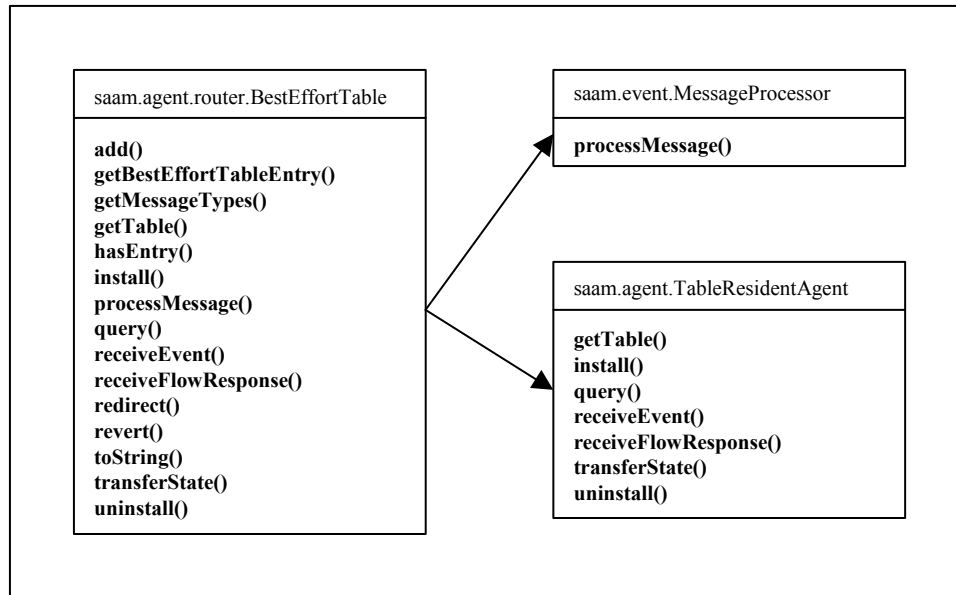 saam.agent.router.BestEffortTable
add()
getBestEffortTableEntry()
getMessageTypes()
getTable()
hasEntry()
install()
processMessage()
query()
receiveEvent()
receiveFlowResponse()
redirect()
revert()
toString()
transferState()
uninstall()
saam.event.MessageProcessor
processMessage()
saam.agent.TableResidentAgent
getTable()
install()
query()
receiveEvent()
receiveFlowResponse()
transferState()
uninstall()